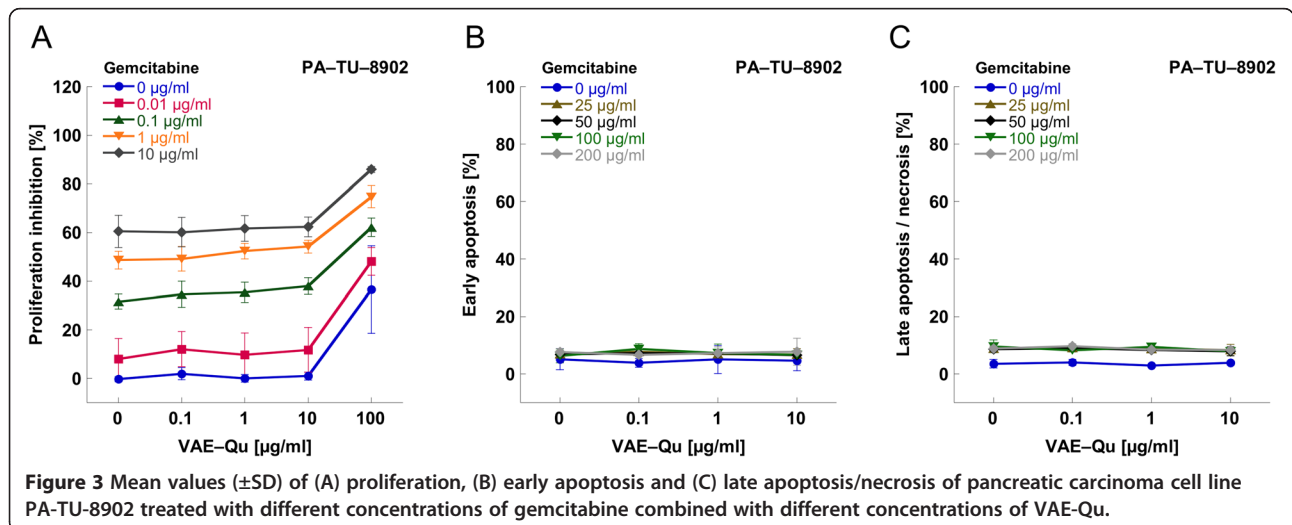 A
Gemcitabine
PA–TU–8902
0 µg/ml
0.01 µg/ml
0.1 µg/ml
1 µg/ml
10 µg/ml
Proliferation inhibition [%]
120
100
80
60
40
20
0
0 0.1 1 10 100
VAE–Qu [µg/ml]
B
Gemcitabine
PA–TU–8902
0 µg/ml
25 µg/ml
50 µg/ml
100 µg/ml
200 µg/ml
Early apoptosis [%]
100
80
60
40
20
0
0 0.1 1 10
VAE–Qu [µg/ml]
C
Gemcitabine
PA–TU–8902
0 µg/ml
25 µg/ml
50 µg/ml
100 µg/ml
200 µg/ml
Late apoptosis / necrosis [%]
100
80
60
40
20
0
0 0.1 1 10
VAE–Qu [µg/ml]
Figure 3 Mean values (±SD) of (A) proliferation, (B) early apoptosis and (C) late apoptosis/necrosis of pancreatic carcinoma cell line
PA-TU-8902 treated with different concentrations of gemcitabine combined with different concentrations of VAE-Qu.